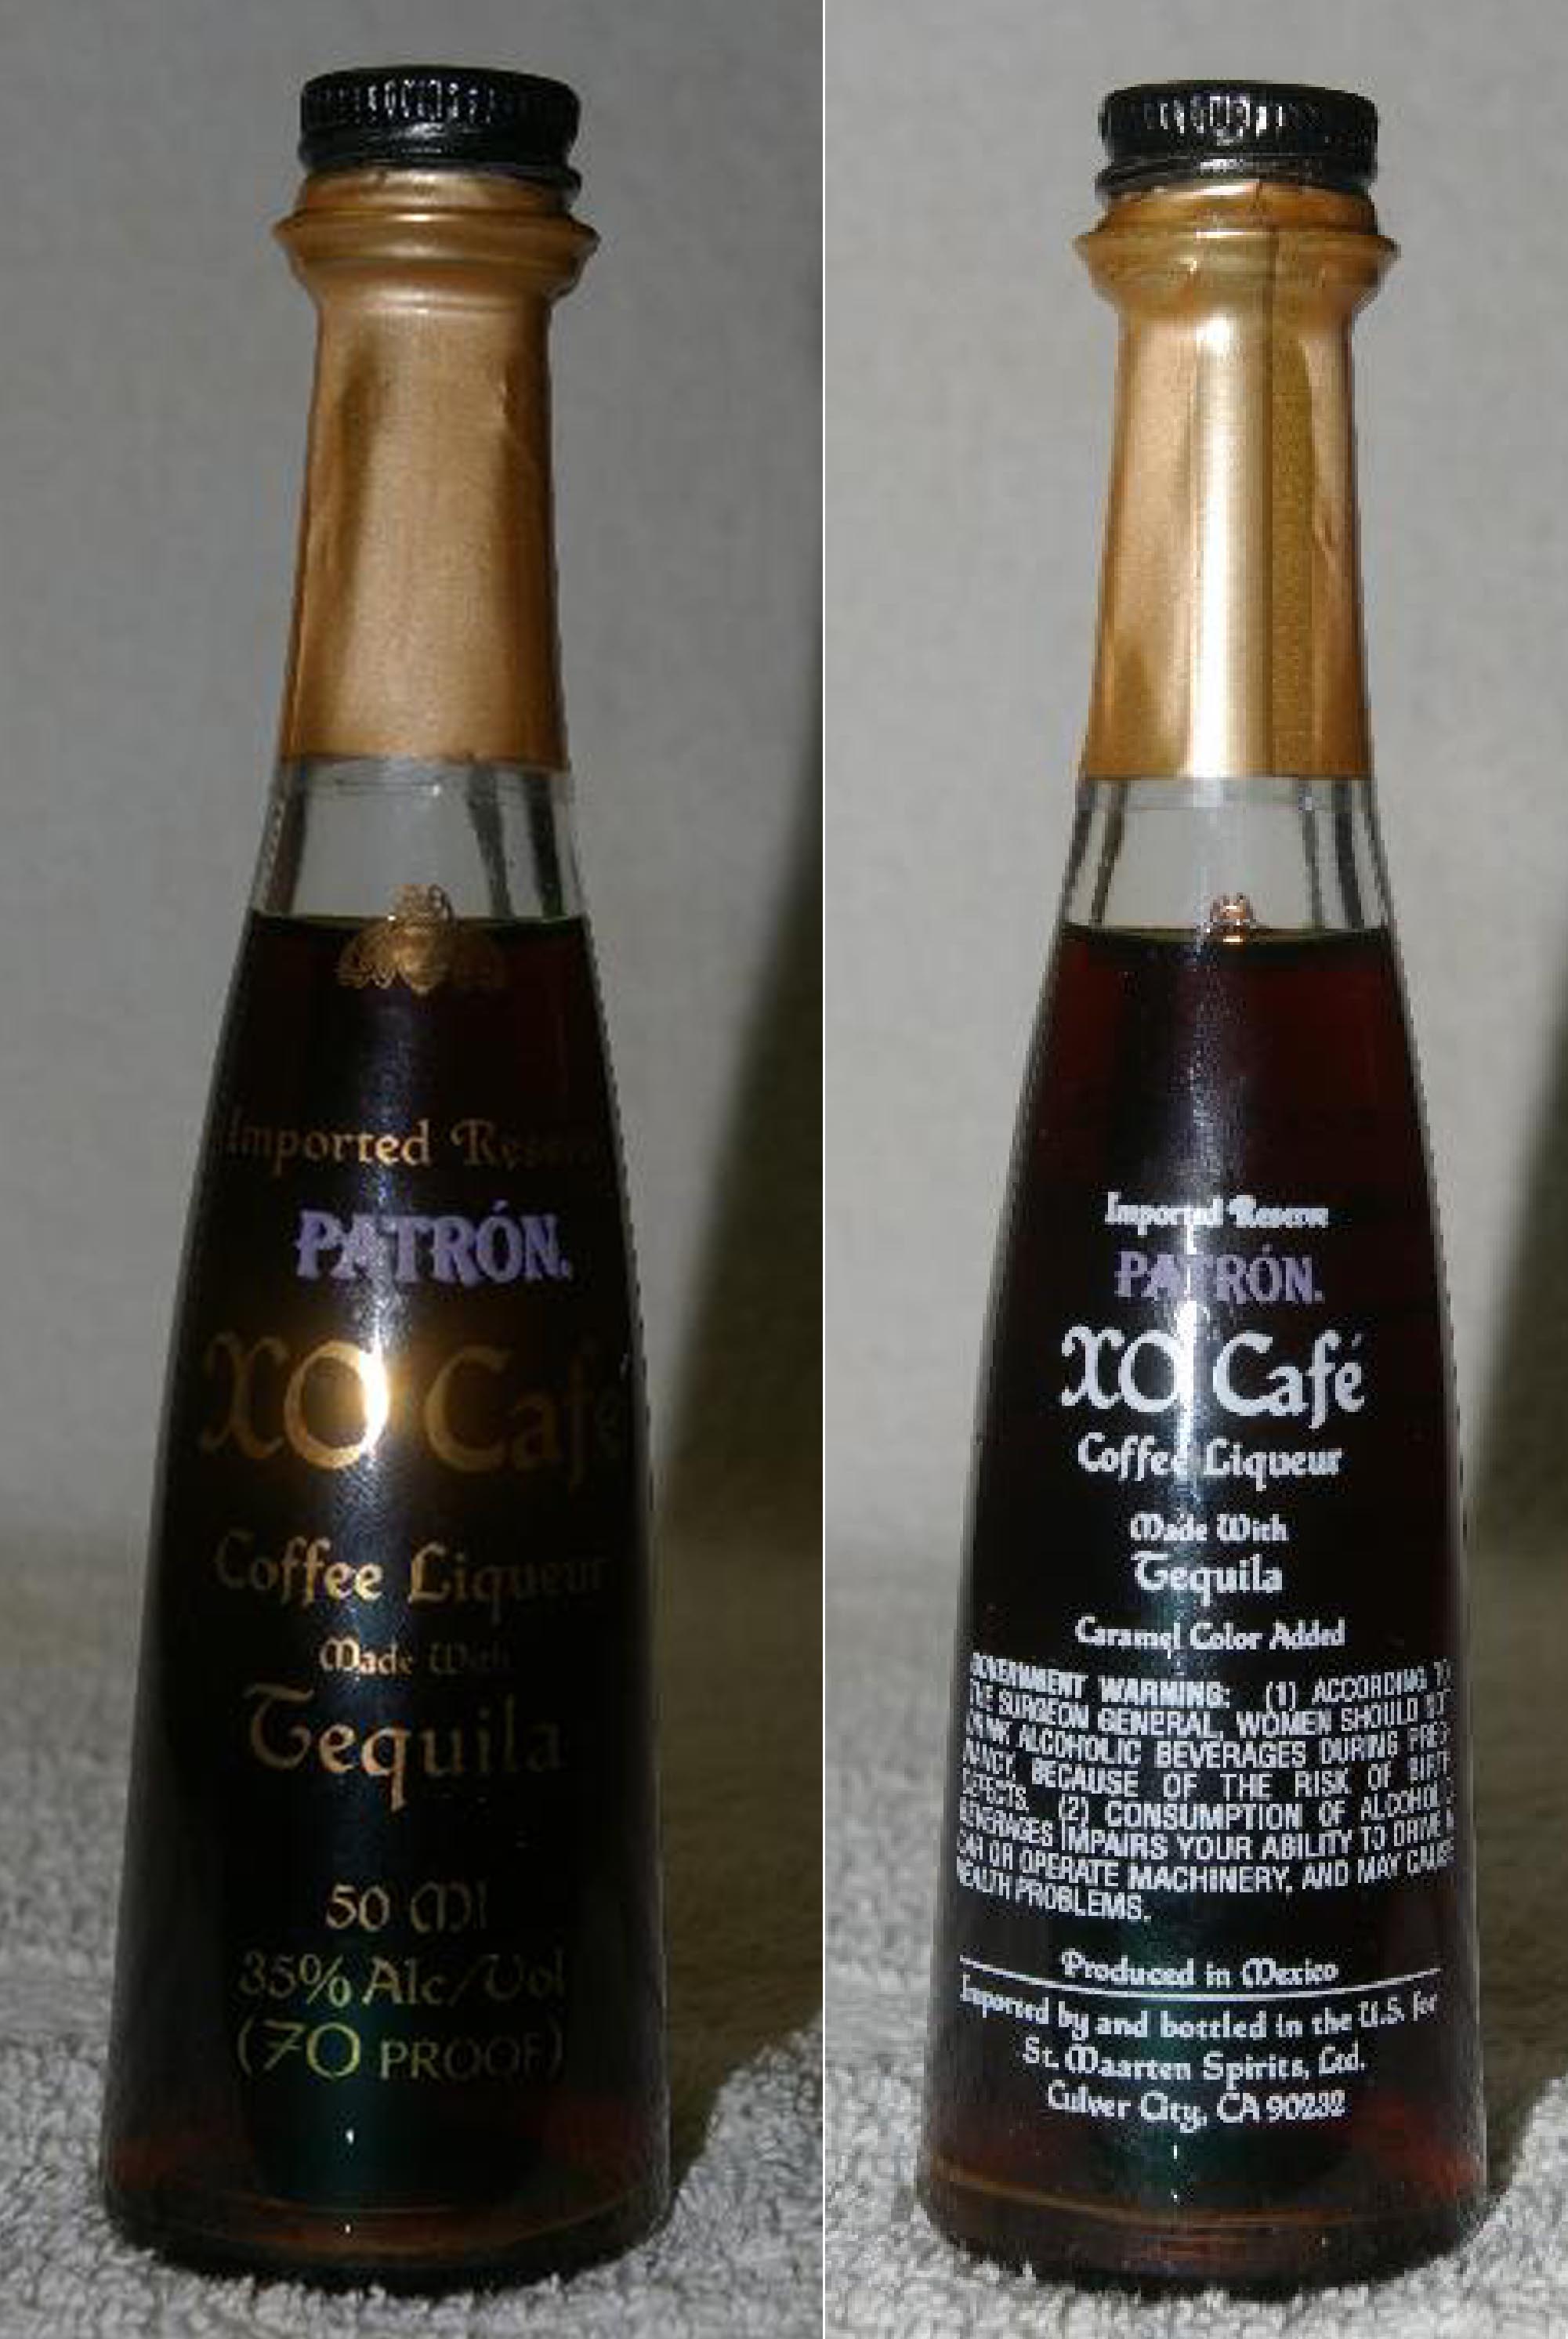 Imported Reserve
PATRÓN.
XO Café
Coffee Liqueur
Made With
Tequila
50 Ml
35% Alc/Vol
(70 PROOF)
Imported Reserve
PATRÓN.
XO Café
Coffee Liqueur
Made With
Tequila
Caramel Color Added
GOVERNMENT WARNING: (1) ACCORDING TO
THE SURGEON GENERAL, WOMEN SHOULD NOT
DRINK ALCOHOLIC BEVERAGES DURING PREG-
NANCY, BECAUSE OF THE RISK OF BIRTH
DEFECTS. (2) CONSUMPTION OF ALCOHOLIC
BEVERAGES IMPAIRS YOUR ABILITY TO DRIVE A
CAR OR OPERATE MACHINERY, AND MAY CAUSE
HEALTH PROBLEMS.
Produced in Mexico
Imported by and bottled in the U.S. for
St. Maarten Spirits, Ltd.
Culver City, CA 90232